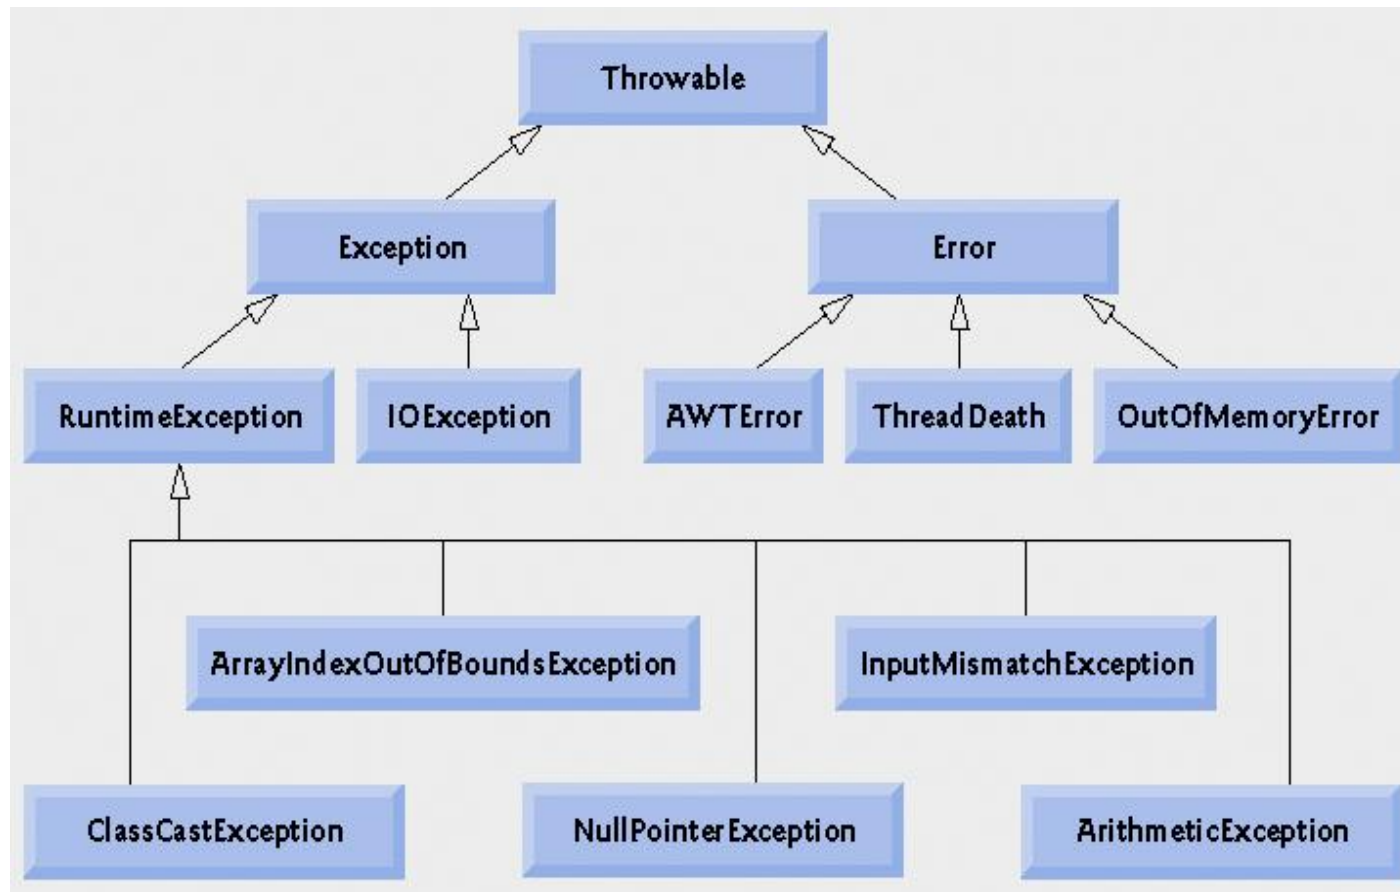 Throwable
Exception
Error
RuntimeException
IOException
AWTError
ThreadDeath
OutOfMemoryError
ArrayIndexOutOfBoundsException
InputMismatchException
ClassCastException
NullPointerException
ArithmeticException